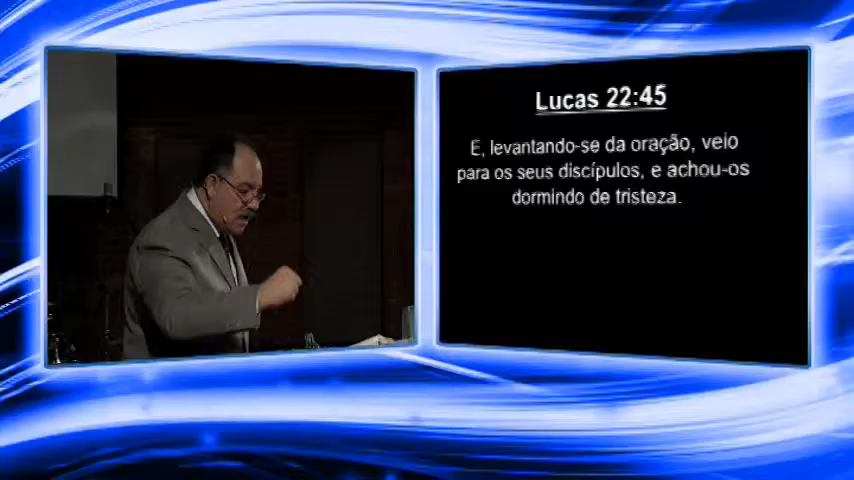 Lucas 22:45
E, levantando-se da oração, veio
para os seus discípulos, e achou-os
dormindo de tristeza.